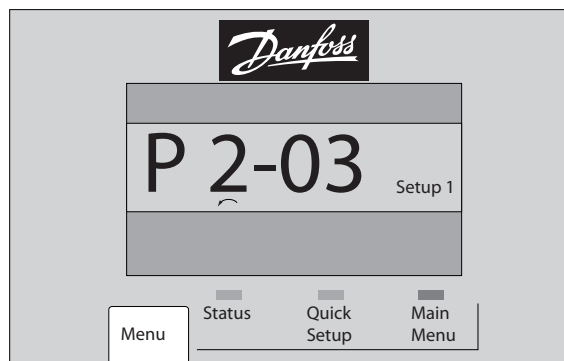 Danfoss
P 2-03
Setup 1
Menu
Status
Quick
Setup
Main
Menu